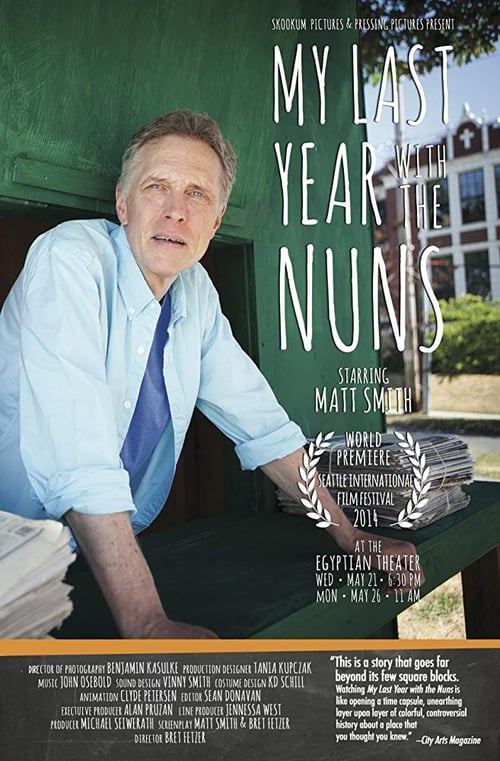 SKOOKUM PICTURES & PRESSING PICTURES PRESENT
MY LAST
YEAR WITH
THE
NUNS
STARRING
MATT SMITH
WORLD
PREMIERE
SEATTLE INTERNATIONAL
FILM FESTIVAL
2014
AT THE
EGYPTIAN THEATER
WED • MAY 21 • 6:30 PM
MON • MAY 26 • 11 AM
DIRECTOR OF PHOTOGRAPHY BENJAMIN KASULKE PRODUCTION DESIGNER TANIA KUPCZAK
MUSIC JOHN OSEBOLD SOUND DESIGN VINNY SMITH COSTUME DESIGN KD SCHILL
ANIMATION CLYDE PETERSEN EDITOR SEAN DONAVAN
EXECUTIVE PRODUCER ALAN PRUZAN LINE PRODUCER JENNESSA WEST
PRODUCER MICHAEL SEIWERATH SCREENPLAY MATT SMITH & BRET FETZER
DIRECTOR BRET FETZER
"This is a story that goes far
beyond its few square blocks.
Watching My Last Year with the Nuns is
like opening a time capsule, unearthing
layer upon layer of colorful, controversial
history about a place that
you thought you knew." —City Arts Magazine